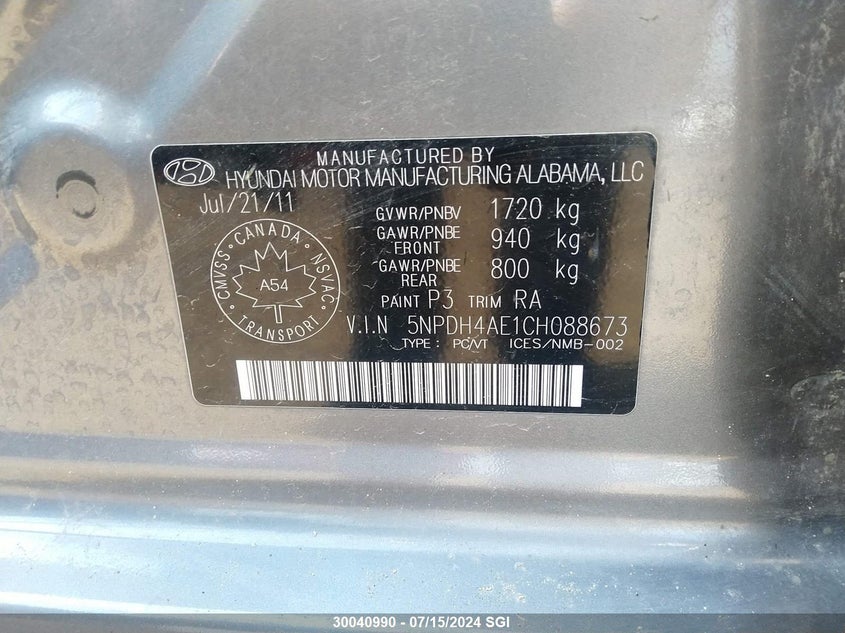 MANUFACTURED BY
HYUNDAI MOTOR MANUFACTURING ALABAMA, LLC
Jul/21/11
GVWR/PNBV 1720 kg
GAWR/PNBE FRONT 940 kg
GAWR/PNBE REAR 800 kg
PAINT P3 TRIM RA
V.I.N 5NPDH4AE1CH088673
TYPE : PC/VT ICES/NMB-002
CANADA
CMVSS NSVAC
A54
TRANSPORT
30040990 - 07/15/2024 SGI